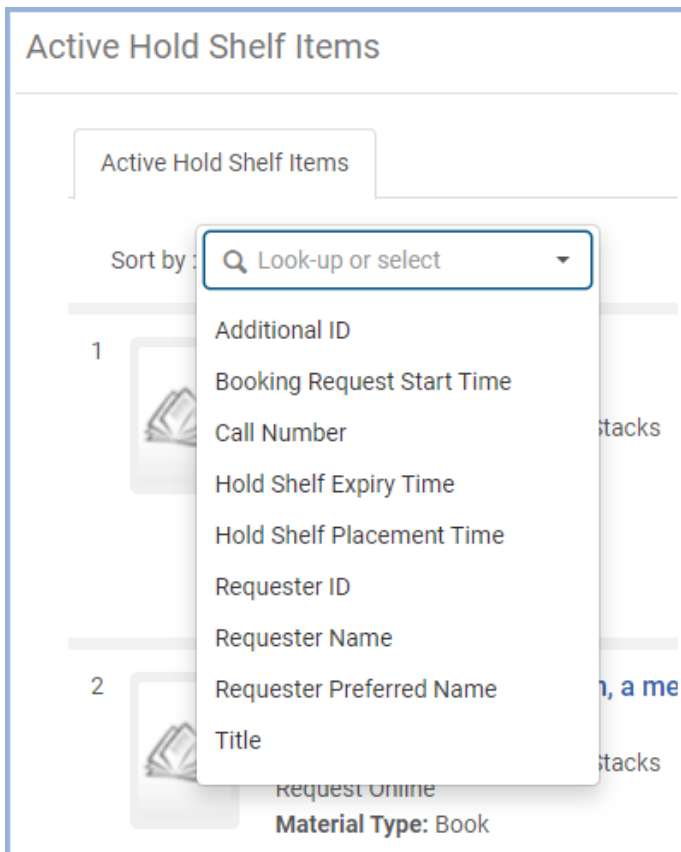 Active Hold Shelf Items
Active Hold Shelf Items
Sort by :
Look-up or select
Additional ID
Booking Request Start Time
Call Number
Hold Shelf Expiry Time
Hold Shelf Placement Time
Requester ID
Requester Name
Requester Preferred Name
Title
1
2
, a me
Request Online
Material Type: Book